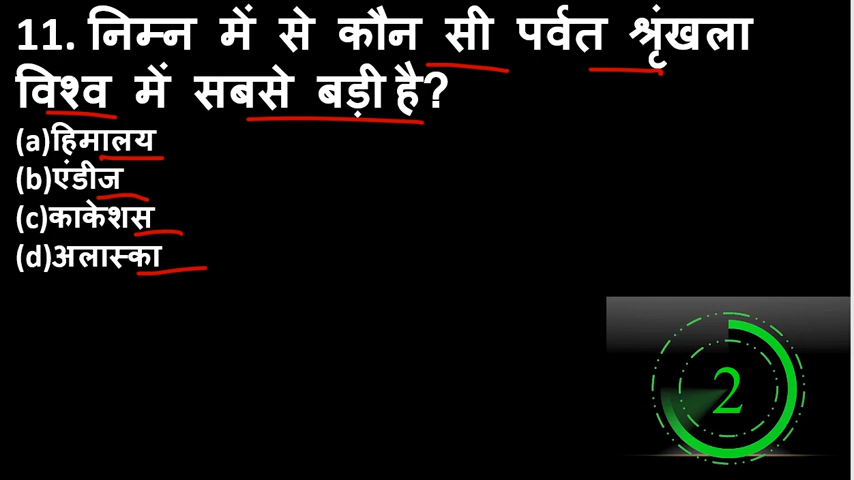 11. निम्न में से कौन सी पर्वत श्रृंखला
विश्व में सबसे बड़ी है?
(a)हिमालय
(b)एंडीज
(c)काकेशस
(d)अलास्का
2